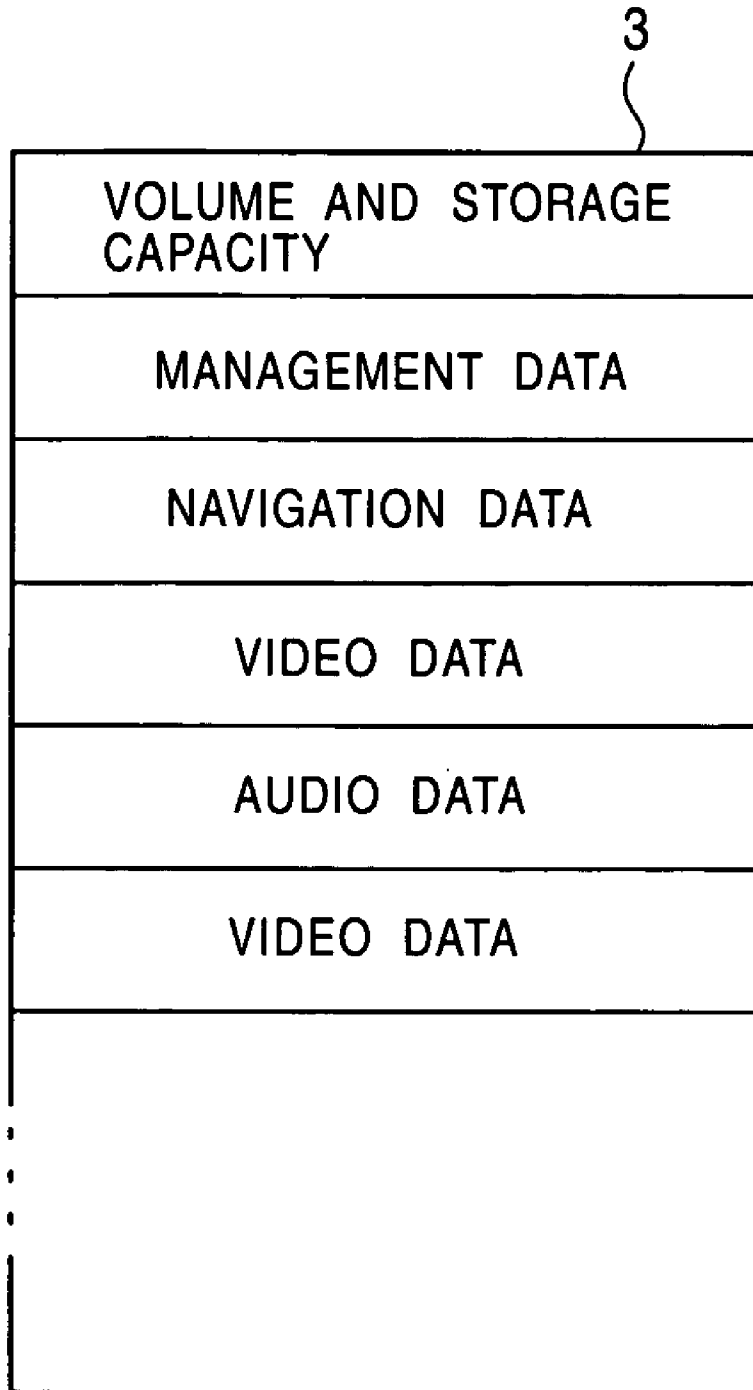 3
VOLUME AND STORAGE
CAPACITY
MANAGEMENT DATA
NAVIGATION DATA
VIDEO DATA
AUDIO DATA
VIDEO DATA